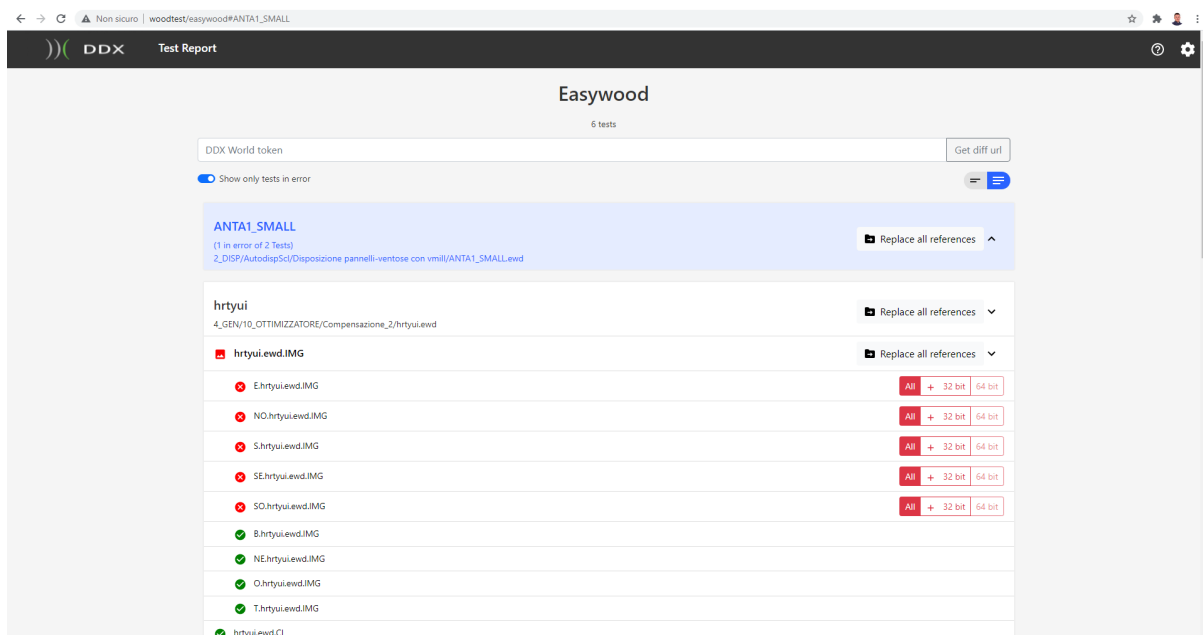 Non sicuro | woodtest/easywood#ANTA1_SMALL
DDX Test Report
Easywood
6 tests
DDX World token Get diff url
Show only tests in error
ANTA1_SMALL
(1 in error of 2 Tests)
2_DISP/AutodispScl/Disposizione pannelli-ventose con vmill/ANTA1_SMALL.ewd
Replace all references
hrtyui
4_GEN/10_OTTIMIZZATORE/Compensazione_2/hrtyui.ewd
Replace all references
hrtyui.ewd.IMG Replace all references
E.hrtyui.ewd.IMG All + 32 bit 64 bit
NO.hrtyui.ewd.IMG All + 32 bit 64 bit
S.hrtyui.ewd.IMG All + 32 bit 64 bit
SE.hrtyui.ewd.IMG All + 32 bit 64 bit
SO.hrtyui.ewd.IMG All + 32 bit 64 bit
B.hrtyui.ewd.IMG
NE.hrtyui.ewd.IMG
O.hrtyui.ewd.IMG
T.hrtyui.ewd.IMG
hrtyui.ewd.CL